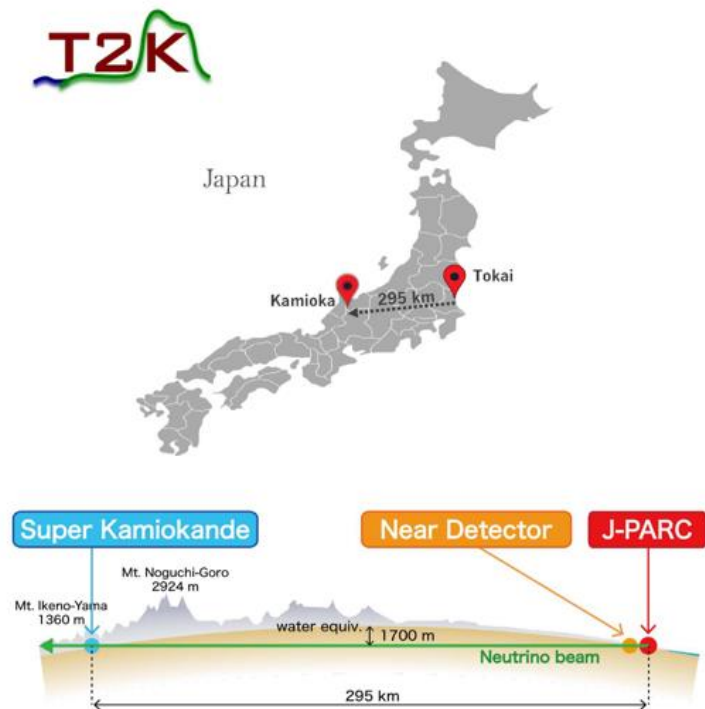 T2K
Japan
Tokai
Kamioka
295 km
Super Kamiokande
Near Detector
J-PARC
Mt. Noguchi-Goro
2924 m
Mt. Ikeno-Yama
1360 m
water equiv.
1700 m
Neutrino beam
295 km